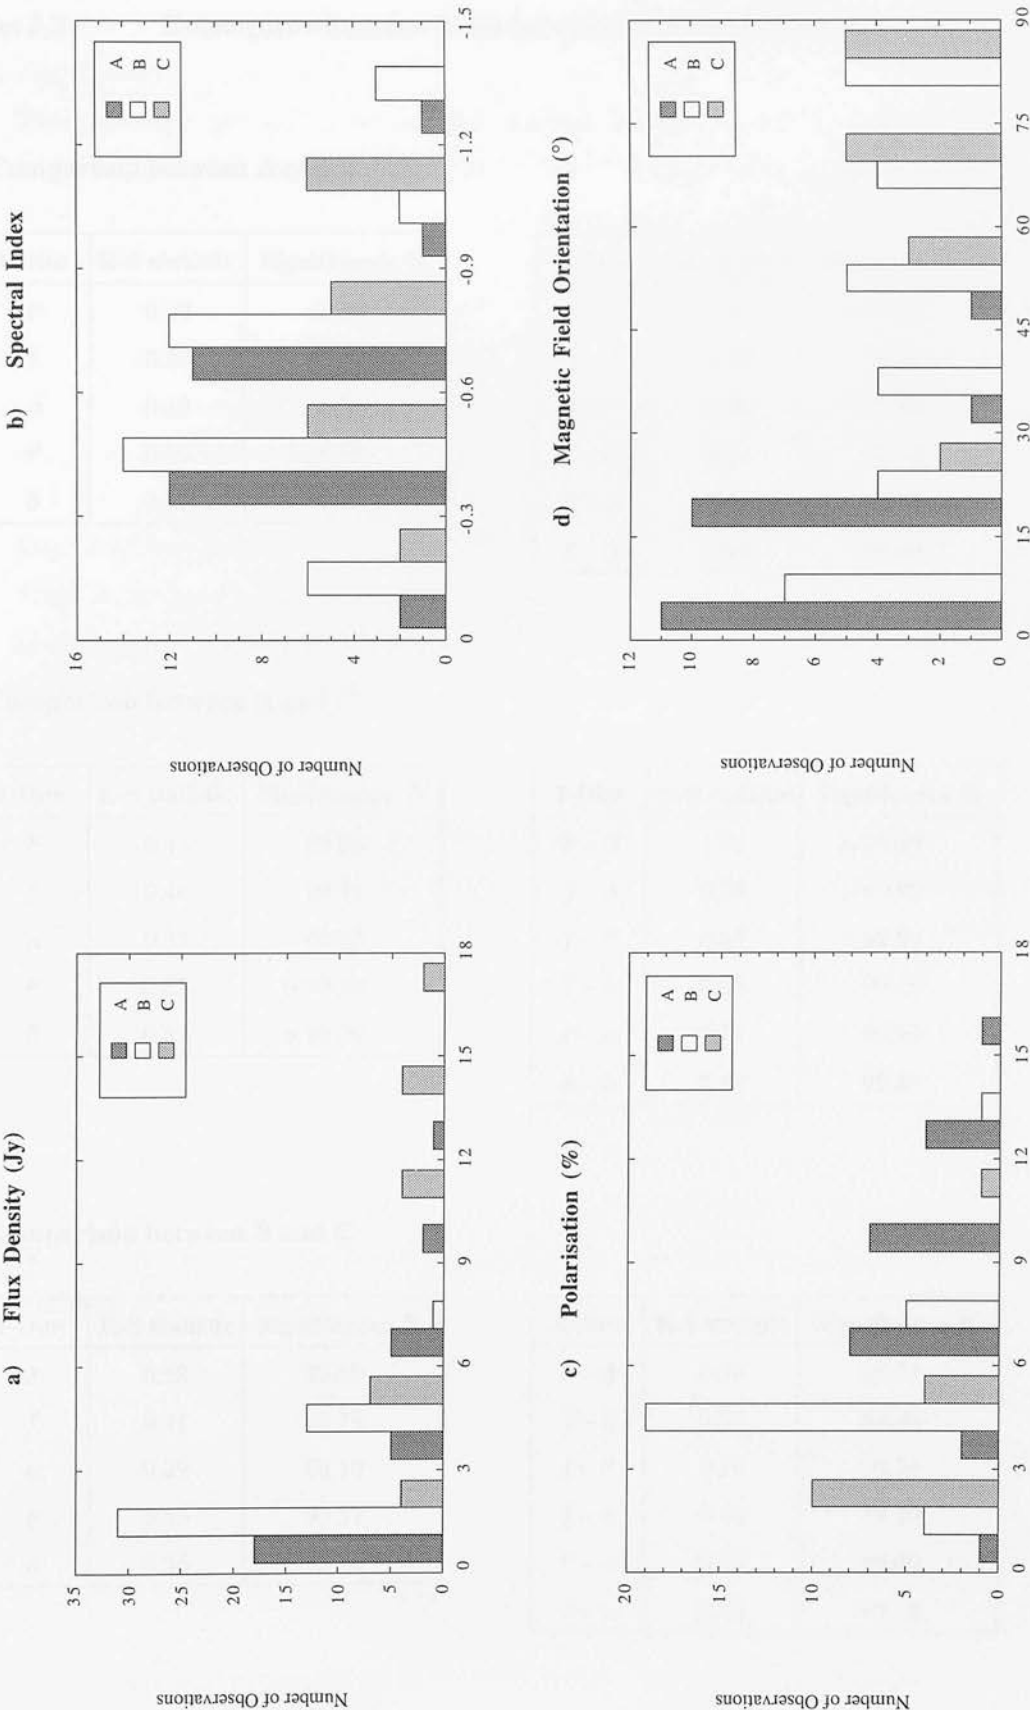 a) Flux Density (Jy)
Number of Observations
35
30
25
20
15
10
5
0
A
B
C
0 3 6 9 12 15 18
b) Spectral Index
Number of Observations
16
12
8
4
0
A
B
C
0 -0.3 -0.6 -0.9 -1.2 -1.5
c) Polarisation (%)
Number of Observations
20
15
10
5
0
A
B
C
0 3 6 9 12 15 18
d) Magnetic Field Orientation (°)
Number of Observations
12
10
8
6
4
2
0
A
B
C
0 15 30 45 60 75 90